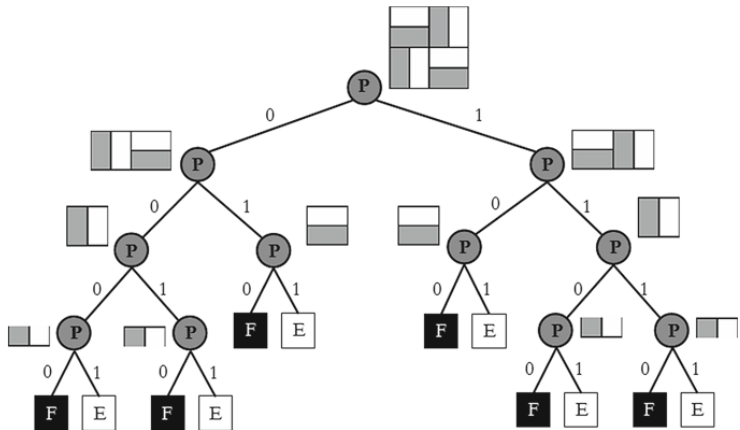 P
0 1
P P
0 1 0 1
P P P P
0 1 0 1 0 1 0 1
P P F E F E P P
0 1 0 1 0 1 0 1
F E F E F E F E